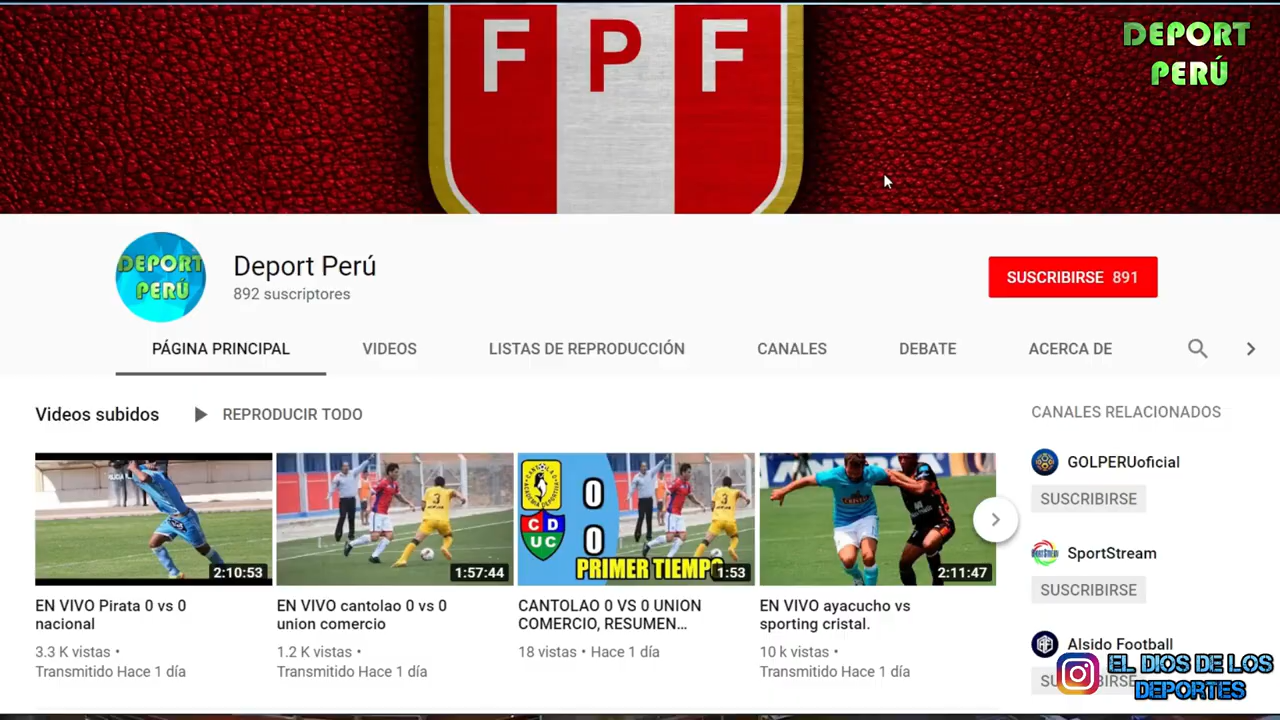 FPF
DEPORT
PERÚ
DEPORT
PERÚ
Deport Perú
892 suscriptores
SUSCRIBIRSE 891
PÁGINA PRINCIPAL
VIDEOS
LISTAS DE REPRODUCCIÓN
CANALES
DEBATE
ACERCA DE
Videos subidos
REPRODUCIR TODO
CANALES RELACIONADOS
2:10:53
EN VIVO Pirata 0 vs 0
nacional
3.3 K vistas •
Transmitido Hace 1 día
3
1:57:44
EN VIVO cantolao 0 vs 0
union comercio
1.2 K vistas •
Transmitido Hace 1 día
CANTOLAO
0
CD
UC
0
3
PRIMER TIEMPO
1:53
CANTOLAO 0 VS 0 UNION
COMERCIO, RESUMEN...
18 vistas • Hace 1 día
2:11:47
EN VIVO ayacucho vs
sporting cristal.
10 k vistas •
Transmitido Hace 1 día
GOLPERUoficial
SUSCRIBIRSE
SportStream
SUSCRIBIRSE
Alsido Football
EL DIOS DE LOS
DEPORTES